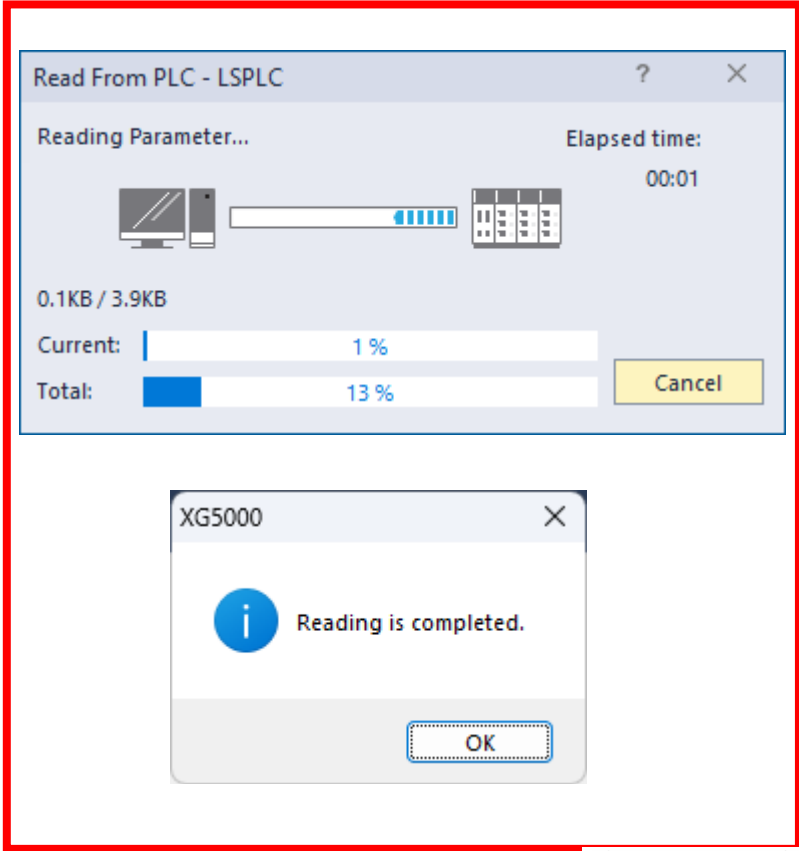 Read From PLC - LSPLC
?
Reading Parameter...
Elapsed time:
00:01
0.1KB / 3.9KB
Current:
1 %
Total:
13 %
Cancel
XG5000
i
Reading is completed.
OK